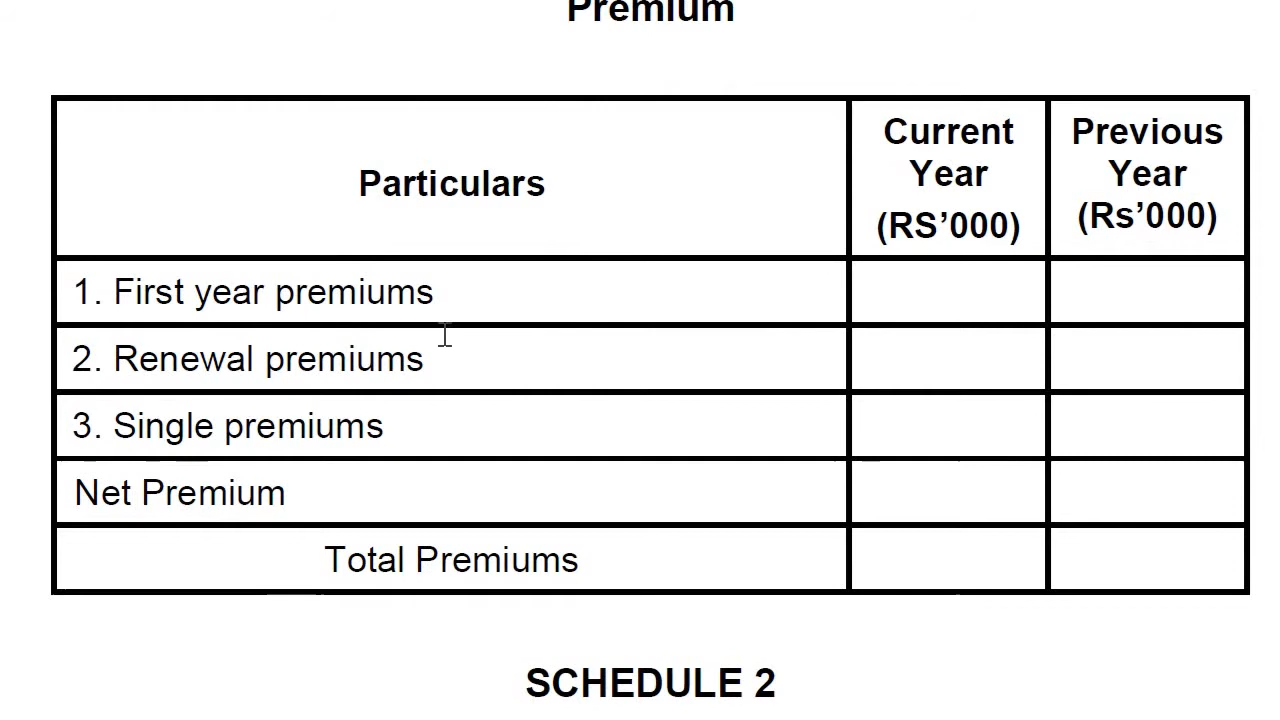 Premium
Particulars
Current
Year
(RS’000)
Previous
Year
(Rs’000)
1. First year premiums
2. Renewal premiums
3. Single premiums
Net Premium
Total Premiums
SCHEDULE 2